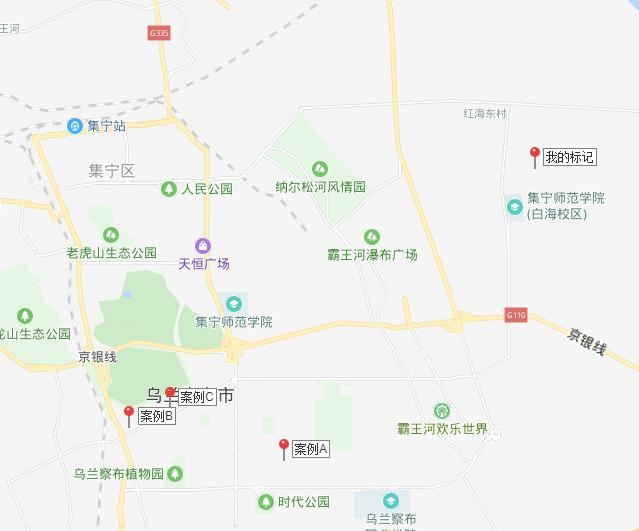 王河
G335
集宁站
红海东村
集宁区
人民公园
纳尔松河风情园
我的标记
集宁师范学院
(白海校区)
老虎山生态公园
天恒广场
霸王河瀑布广场
虎山生态公园
集宁师范学院
G110
京银线
京银线
案例C
案例B
市
霸王河欢乐世界
案例A
乌兰察布植物园
时代公园
乌兰察布